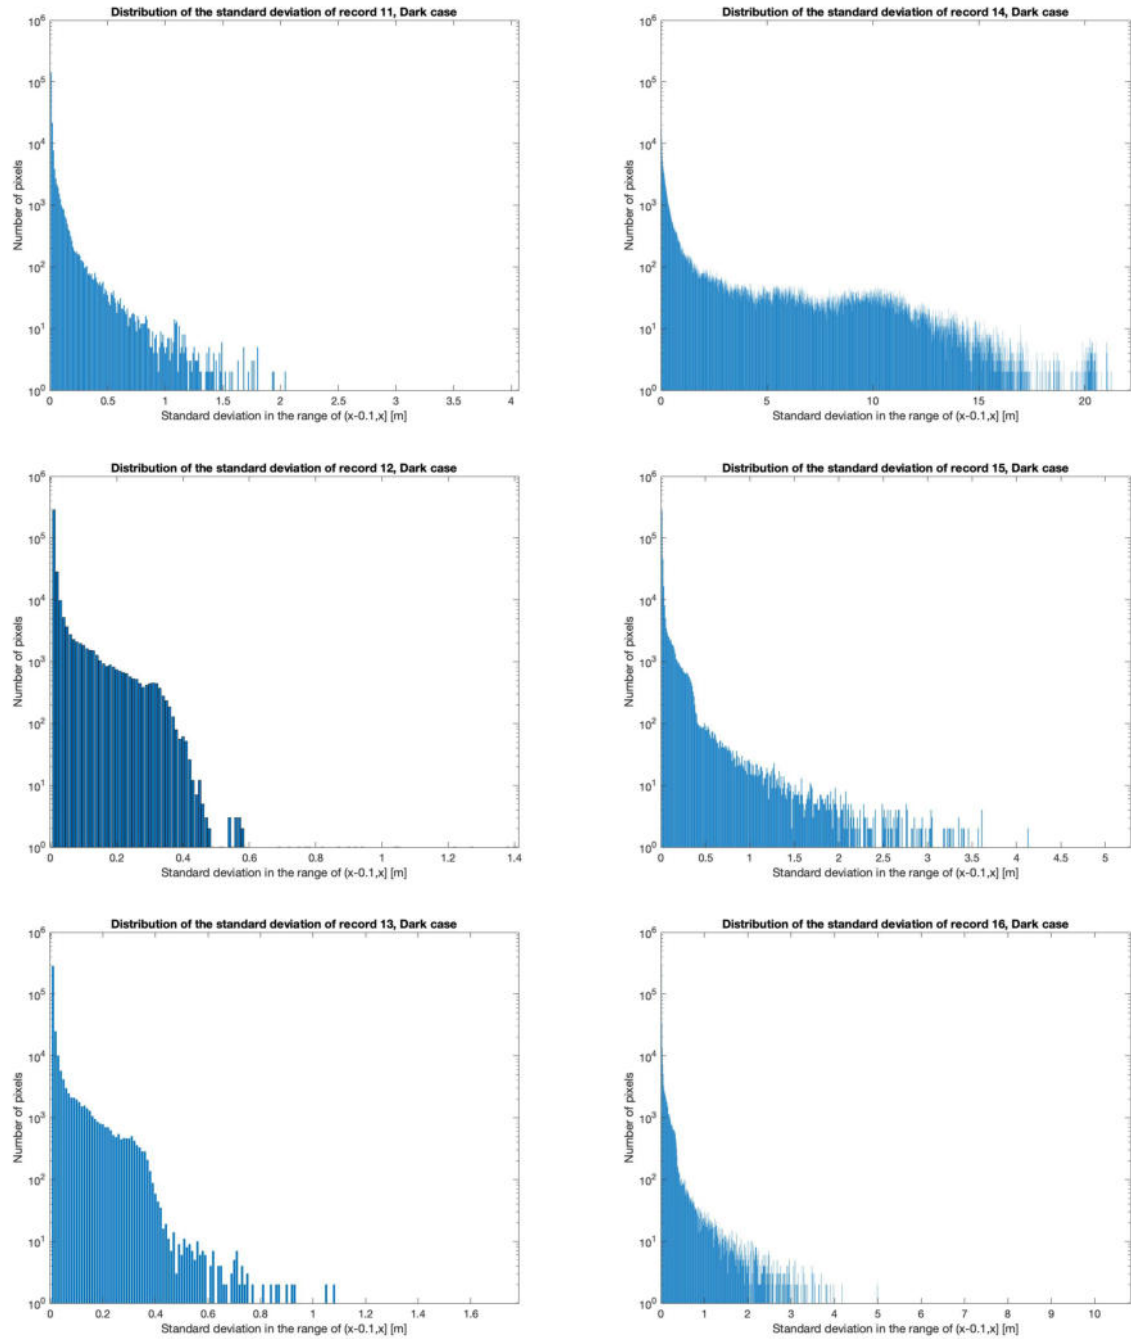 Distribution of the standard deviation of record 11, Dark case
10^6
10^5
10^4
10^3
10^2
10^1
10^0
Number of pixels
0 0.5 1 1.5 2 2.5 3 3.5 4
Standard deviation in the range of (x-0.1,x] [m]
Distribution of the standard deviation of record 14, Dark case
10^6
10^5
10^4
10^3
10^2
10^1
10^0
Number of pixels
0 5 10 15 20
Standard deviation in the range of (x-0.1,x] [m]
Distribution of the standard deviation of record 12, Dark case
10^6
10^5
10^4
10^3
10^2
10^1
10^0
Number of pixels
0 0.2 0.4 0.6 0.8 1 1.2 1.4
Standard deviation in the range of (x-0.1,x] [m]
Distribution of the standard deviation of record 15, Dark case
10^6
10^5
10^4
10^3
10^2
10^1
10^0
Number of pixels
0 0.5 1 1.5 2 2.5 3 3.5 4 4.5 5
Standard deviation in the range of (x-0.1,x] [m]
Distribution of the standard deviation of record 13, Dark case
10^6
10^5
10^4
10^3
10^2
10^1
10^0
Number of pixels
0 0.2 0.4 0.6 0.8 1 1.2 1.4 1.6
Standard deviation in the range of (x-0.1,x] [m]
Distribution of the standard deviation of record 16, Dark case
10^6
10^5
10^4
10^3
10^2
10^1
10^0
Number of pixels
0 1 2 3 4 5 6 7 8 9 10
Standard deviation in the range of (x-0.1,x] [m]